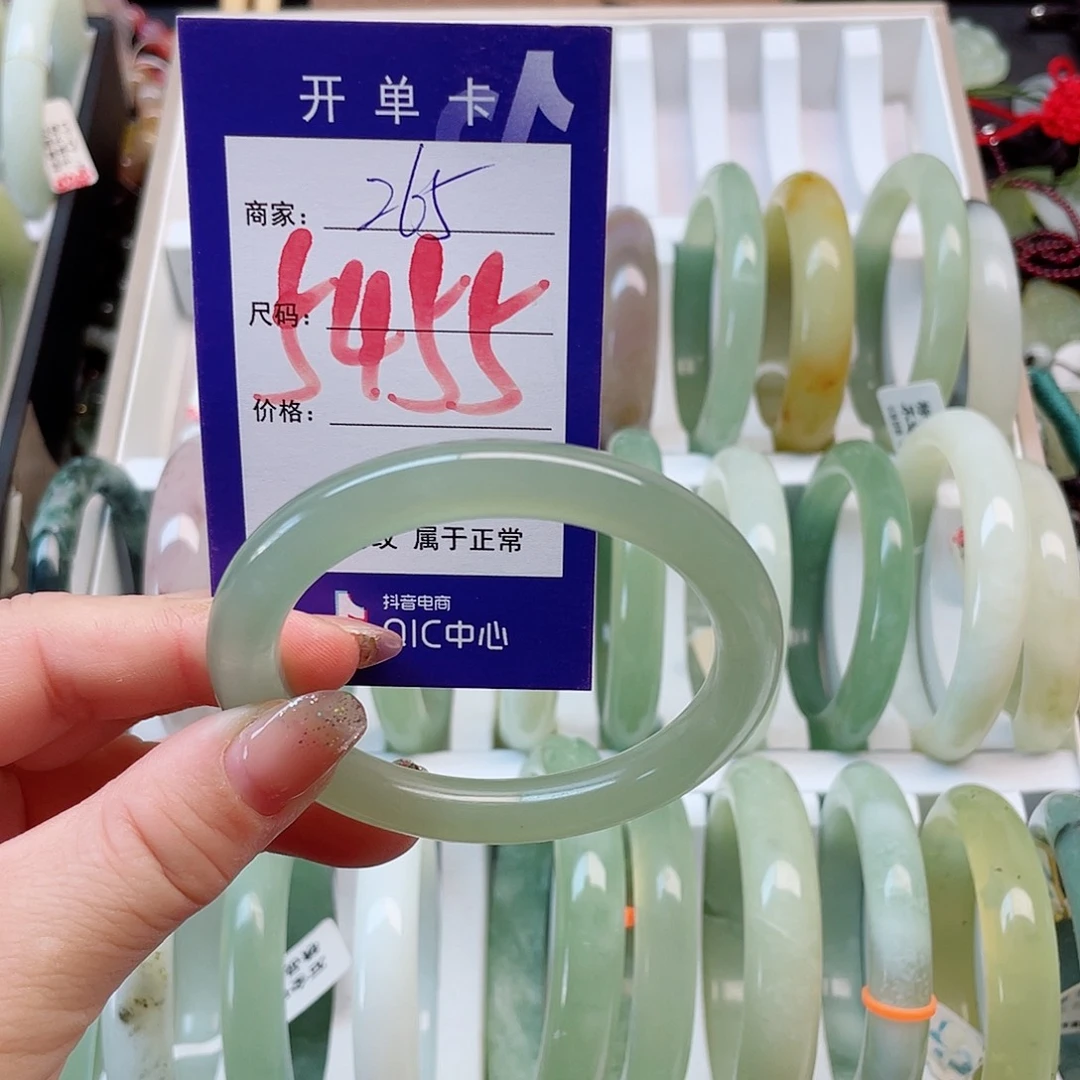 开单卡
商家： 265
尺码： 5455
价格：
纹 属于正常
抖音电商
QIC中心